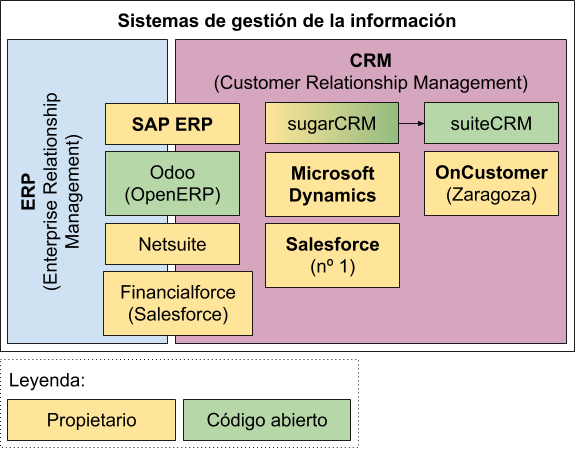 Sistemas de gestión de la información
ERP
(Enterprise Relationship
Management)
CRM
(Customer Relationship Management)
SAP ERP
Odoo
(OpenERP)
Netsuite
Financialforce
(Salesforce)
sugarCRM
Microsoft
Dynamics
Salesforce
(nº 1)
suiteCRM
OnCustomer
(Zaragoza)
Leyenda:
Propietario
Código abierto